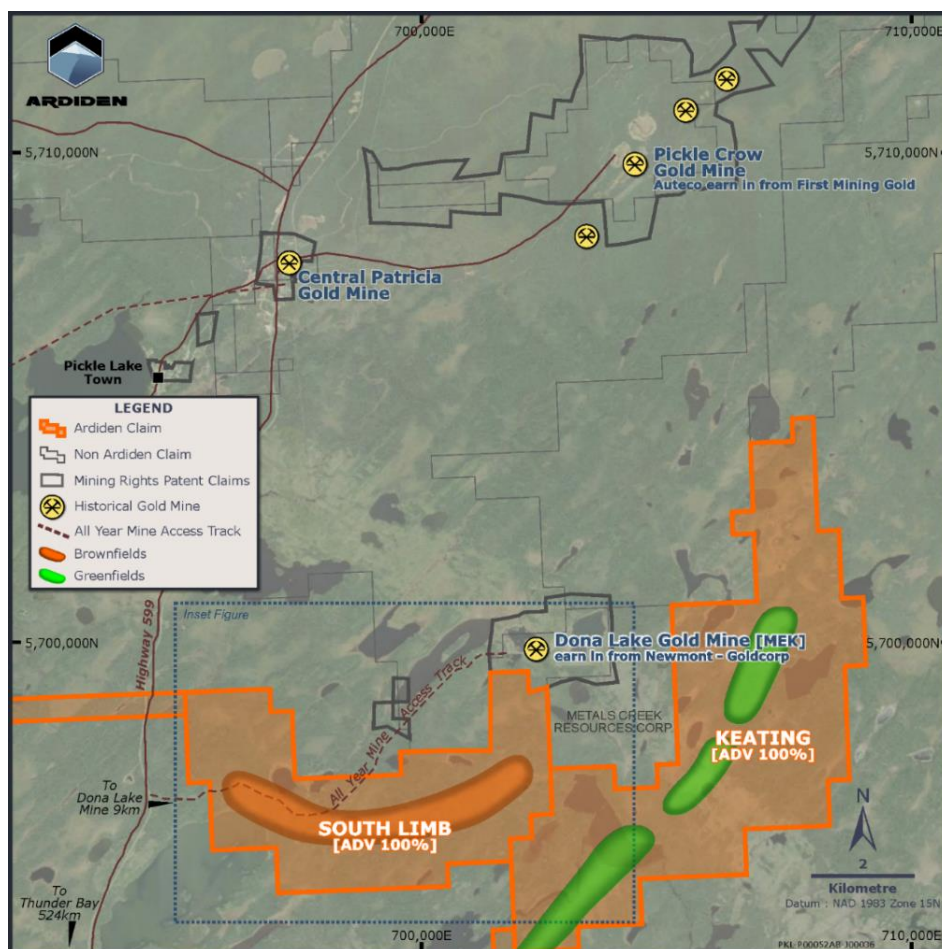 700,000E
710,000E
ARDIDEN
5,710,000N
5,710,000N
Pickle Crow
Gold Mine
Auteco earn in from First Mining Gold
Central Patricia
Gold Mine
Pickle Lake
Town
LEGEND
Ardiden Claim
Non Ardiden Claim
Mining Rights Patent Claims
Historical Gold Mine
All Year Mine Access Track
Brownfields
Greenfields
Highway 599
Inset Figure
5,700,000N
Dona Lake Gold Mine [MEK]
earn in from Newmont - Goldcorp
5,700,000N
All Year Mine Access Track
METALS CREEK
RESOURCES CORP.
KEATING
[ADV 100%]
To
Dona Lake
Mine 9km
SOUTH LIMB
[ADV 100%]
N
2
Kilometre
Datum : NAD 1983 Zone 15N
To
Thunder Bay
524km
700,000E
710,000E
PKL-P00052AB-J00036